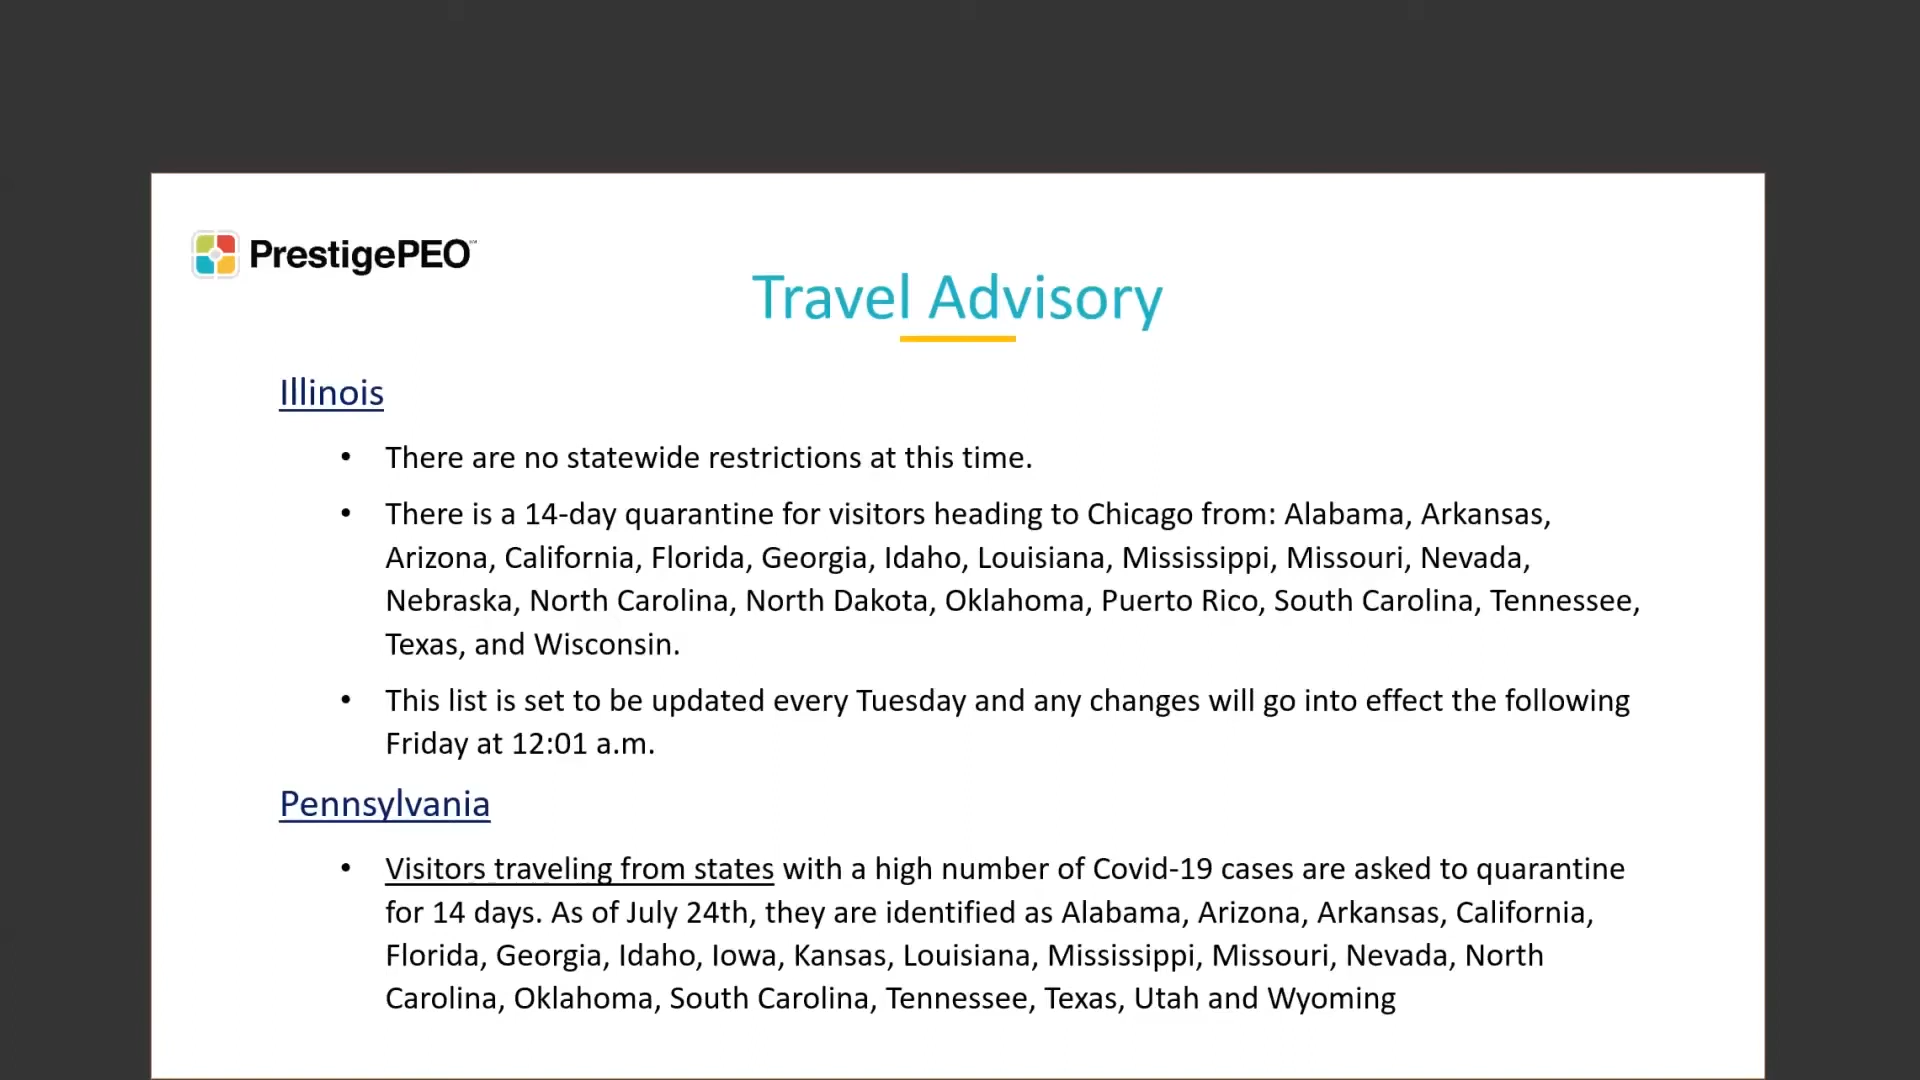 PrestigePEO
Travel Advisory
Illinois
• There are no statewide restrictions at this time.
• There is a 14-day quarantine for visitors heading to Chicago from: Alabama, Arkansas,
Arizona, California, Florida, Georgia, Idaho, Louisiana, Mississippi, Missouri, Nevada,
Nebraska, North Carolina, North Dakota, Oklahoma, Puerto Rico, South Carolina, Tennessee,
Texas, and Wisconsin.
• This list is set to be updated every Tuesday and any changes will go into effect the following
Friday at 12:01 a.m.
Pennsylvania
• Visitors traveling from states with a high number of Covid-19 cases are asked to quarantine
for 14 days. As of July 24th, they are identified as Alabama, Arizona, Arkansas, California,
Florida, Georgia, Idaho, Iowa, Kansas, Louisiana, Mississippi, Missouri, Nevada, North
Carolina, Oklahoma, South Carolina, Tennessee, Texas, Utah and Wyoming